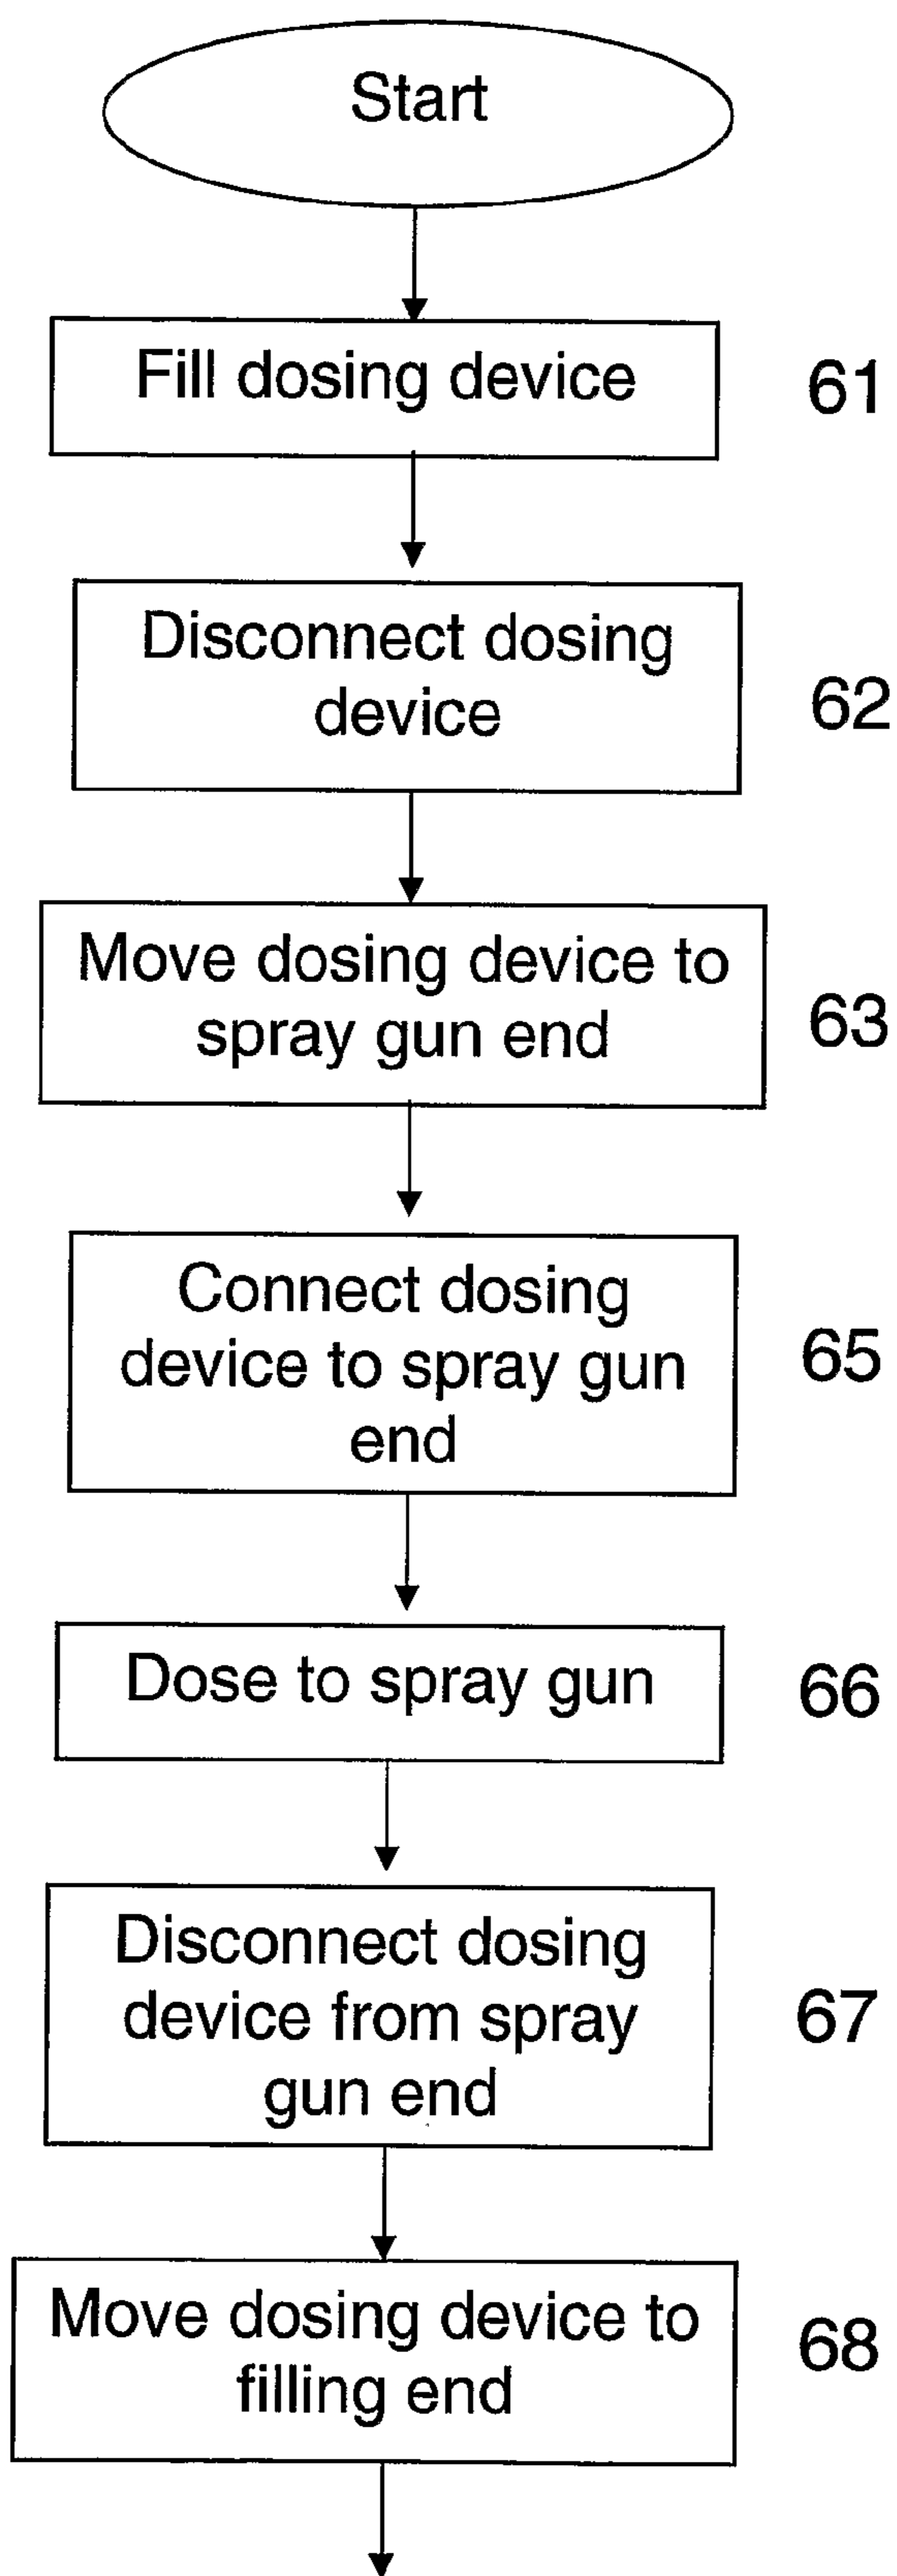 Start
Fill dosing device
61
Disconnect dosing
device
62
Move dosing device to
spray gun end
63
Connect dosing
device to spray gun
end
65
Dose to spray gun
66
Disconnect dosing
device from spray
gun end
67
Move dosing device to
filling end
68